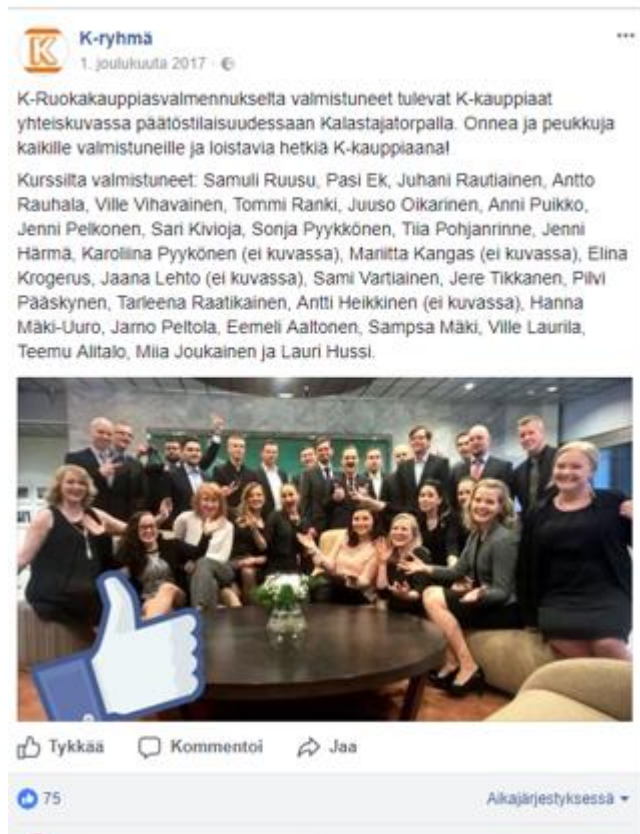 K
K-ryhmä
1. joulukuuta 2017
K-Ruokakauppiasvalmennukselta valmistuneet tulevat K-kauppiaat
yhteiskuvassa päätöstilaisuudessaan Kalastajatorpalla. Onnea ja peukkuja
kaikille valmistuneille ja loistavia hetkiä K-kauppiaana!
Kurssilta valmistuneet: Samuli Ruusu, Pasi Ek, Juhani Rautiainen, Antto
Rauhala, Ville Vihavainen, Tommi Ranki, Juuso Oikarinen, Anni Puikko,
Jenni Pelkonen, Sari Kivioja, Sonja Pyykkönen, Tiia Pohjanrinne, Jenni
Härmä, Karoliina Pyykönen (ei kuvassa), Mariitta Kangas (ei kuvassa), Elina
Krogerus, Jaana Lehto (ei kuvassa), Sami Vartiainen, Jere Tikkanen, Pilvi
Pääskynen, Tarleena Raatikainen, Antti Heikkinen (ei kuvassa), Hanna
Mäki-Uuro, Jarno Peltola, Eemeli Aaltonen, Sampsa Mäki, Ville Laurila,
Teemu Alitalo, Miia Joukainen ja Lauri Hussi.
Tykkää Kommentoi Jaa
75 Aikajärjestyksessä